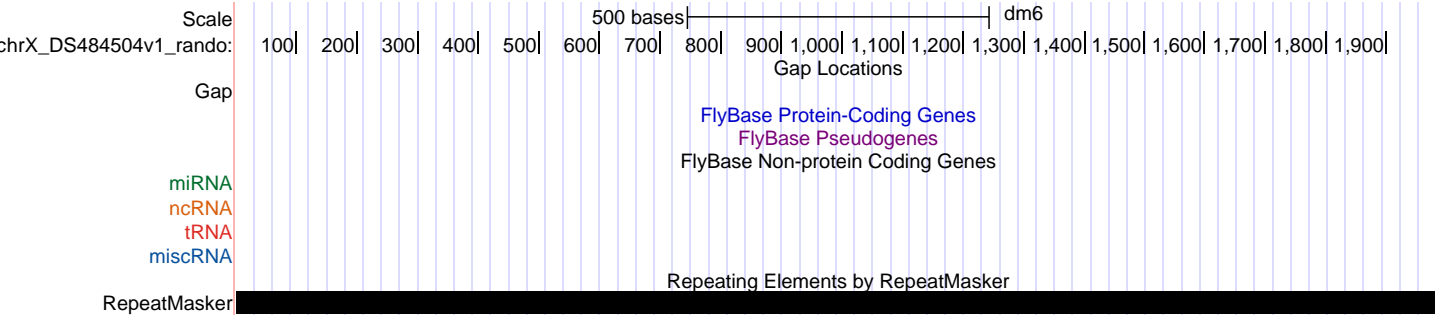 Scale 500 bases dm6
chrX_DS484504v1_rando: 100 200 300 400 500 600 700 800 900 1,000 1,100 1,200 1,300 1,400 1,500 1,600 1,700 1,800 1,900
Gap Locations
Gap
FlyBase Protein-Coding Genes
FlyBase Pseudogenes
FlyBase Non-protein Coding Genes
miRNA
ncRNA
tRNA
miscRNA
Repeating Elements by RepeatMasker
RepeatMasker